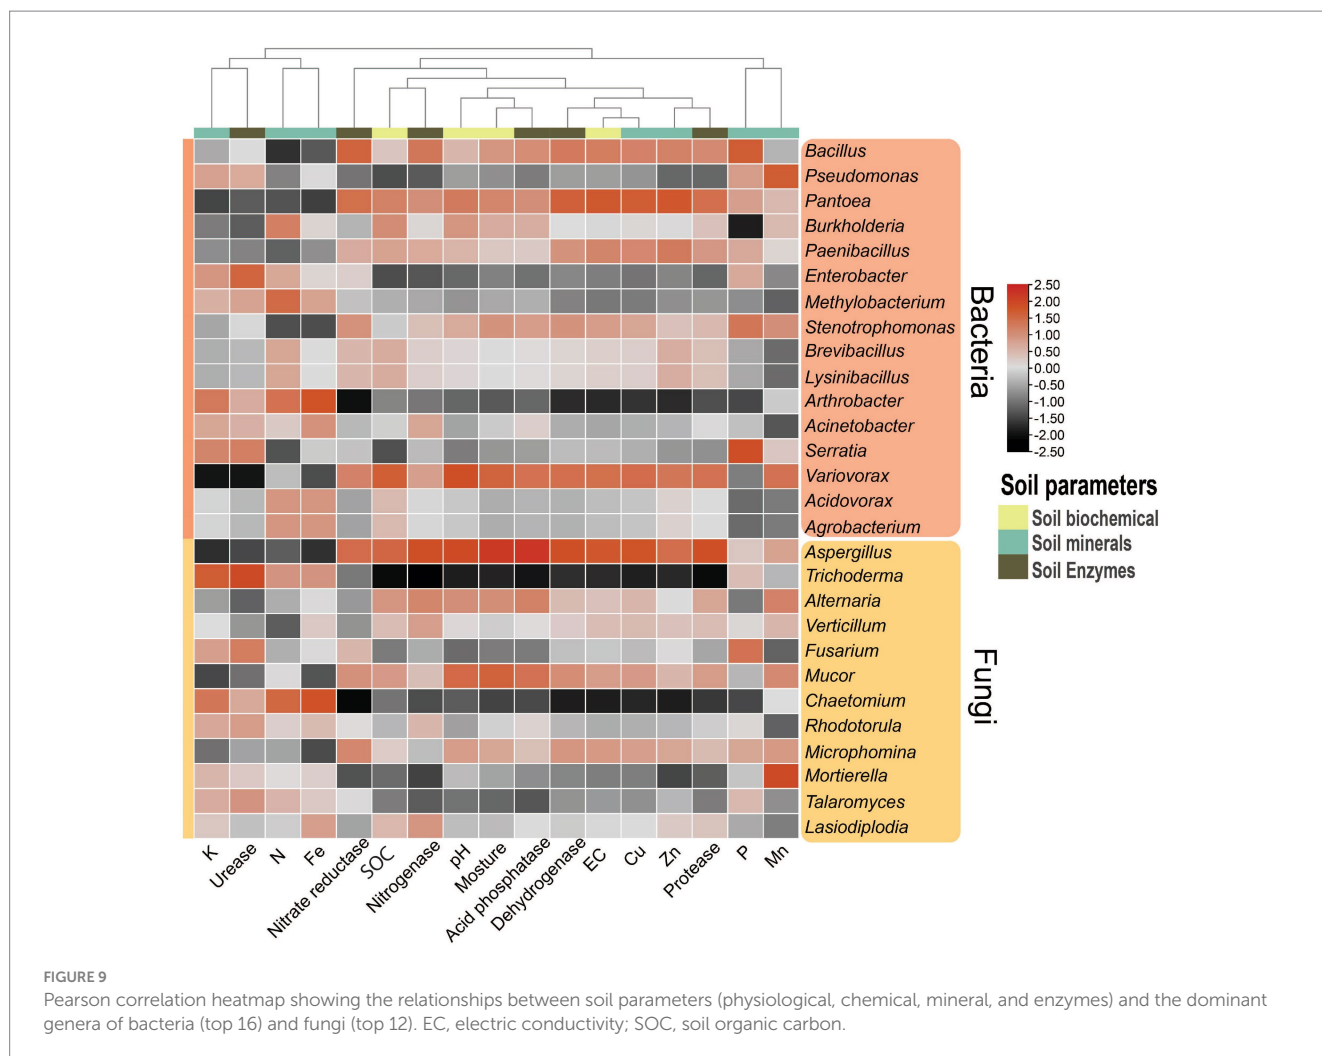 Bacillus
Pseudomonas
Pantoea
Burkholderia
Paenibacillus
Enterobacter
Methylobacterium
Stenotrophomonas
Brevibacillus
Lysinibacillus
Arthrobacter
Acinetobacter
Serratia
Variovorax
Acidovorax
Agrobacterium
Bacteria
Aspergillus
Trichoderma
Alternaria
Verticillum
Fusarium
Mucor
Chaetomium
Rhodotorula
Microphomina
Mortierella
Talaromyces
Lasiodiplodia
Fungi
2.50
2.00
1.50
1.00
0.50
0.00
-0.50
-1.00
-1.50
-2.00
-2.50
Soil parameters
Soil biochemical
Soil minerals
Soil Enzymes
K
Urease
N
Fe
Nitrate reductase
SOC
Nitrogenase
pH
Mosture
Acid phosphatase
Dehydrogenase
EC
Cu
Zn
Protease
P
Mn
FIGURE 9
Pearson correlation heatmap showing the relationships between soil parameters (physiological, chemical, mineral, and enzymes) and the dominant
genera of bacteria (top 16) and fungi (top 12). EC, electric conductivity; SOC, soil organic carbon.